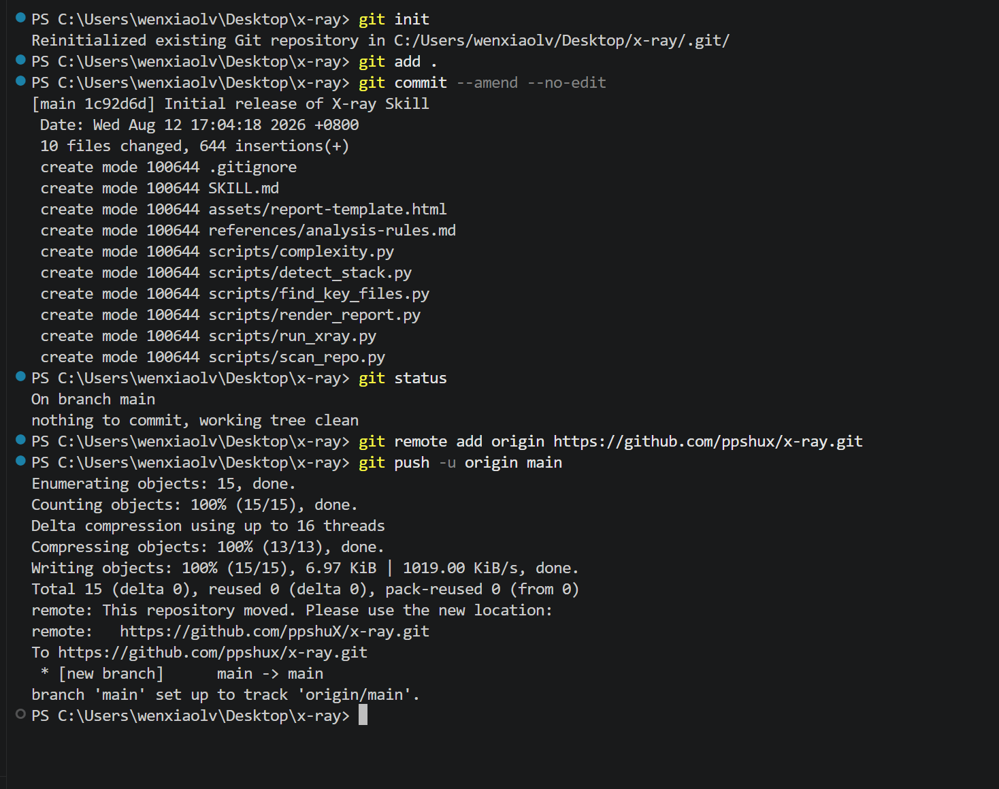 PS C:\Users\wenxiaolv\Desktop\x-ray> git init
Reinitialized existing Git repository in C:/Users/wenxiaolv/Desktop/x-ray/.git/
PS C:\Users\wenxiaolv\Desktop\x-ray> git add .
PS C:\Users\wenxiaolv\Desktop\x-ray> git commit --amend --no-edit
[main 1c92d6d] Initial release of X-ray Skill
 Date: Wed Aug 12 17:04:18 2026 +0800
 10 files changed, 644 insertions(+)
 create mode 100644 .gitignore
 create mode 100644 SKILL.md
 create mode 100644 assets/report-template.html
 create mode 100644 references/analysis-rules.md
 create mode 100644 scripts/complexity.py
 create mode 100644 scripts/detect_stack.py
 create mode 100644 scripts/find_key_files.py
 create mode 100644 scripts/render_report.py
 create mode 100644 scripts/run_xray.py
 create mode 100644 scripts/scan_repo.py
PS C:\Users\wenxiaolv\Desktop\x-ray> git status
On branch main
nothing to commit, working tree clean
PS C:\Users\wenxiaolv\Desktop\x-ray> git remote add origin https://github.com/ppshux/x-ray.git
PS C:\Users\wenxiaolv\Desktop\x-ray> git push -u origin main
Enumerating objects: 15, done.
Counting objects: 100% (15/15), done.
Delta compression using up to 16 threads
Compressing objects: 100% (13/13), done.
Writing objects: 100% (15/15), 6.97 KiB | 1019.00 KiB/s, done.
Total 15 (delta 0), reused 0 (delta 0), pack-reused 0 (from 0)
remote: This repository moved. Please use the new location:
remote:   https://github.com/ppshuX/x-ray.git
To https://github.com/ppshux/x-ray.git
 * [new branch]      main -> main
branch 'main' set up to track 'origin/main'.
PS C:\Users\wenxiaolv\Desktop\x-ray>